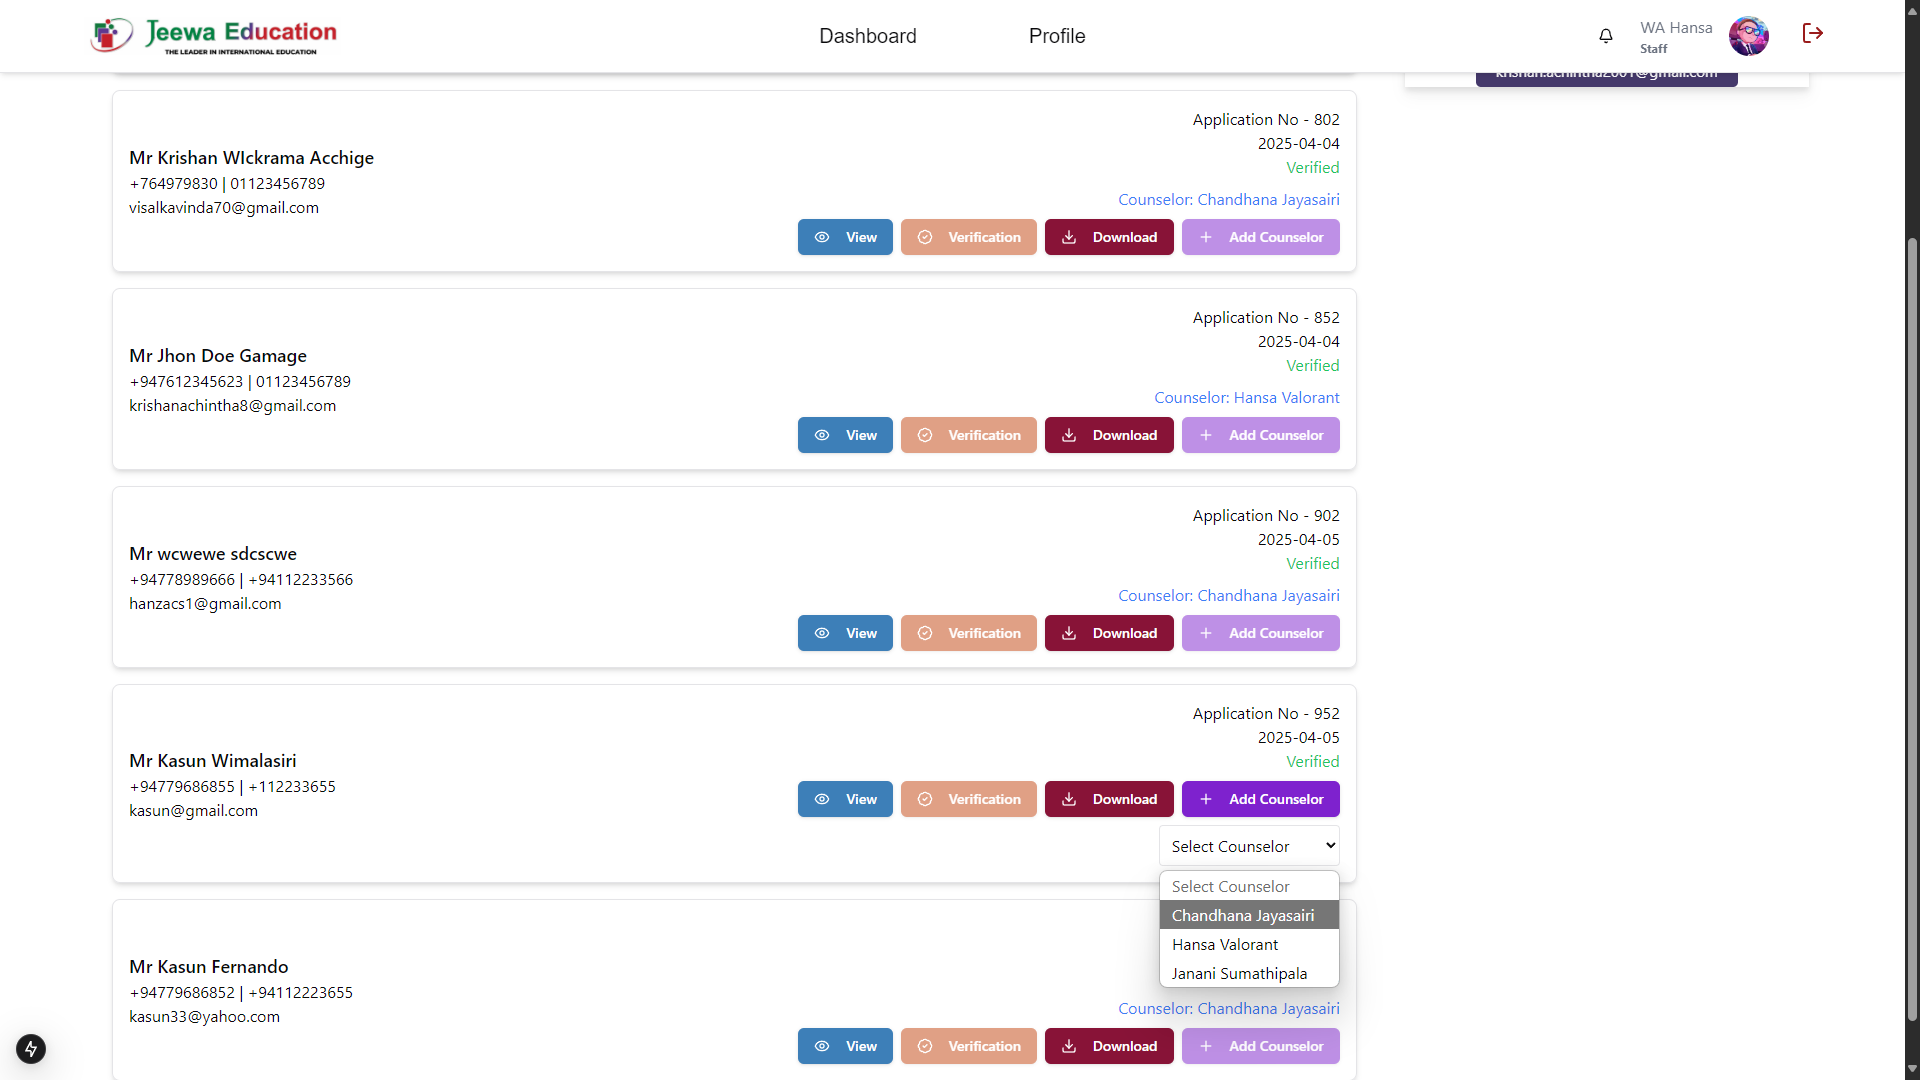 Jeewa Education
THE LEADER IN INTERNATIONAL EDUCATION
Dashboard
Profile
WA Hansa
Staff
krishan.achintha2001@gmail.com
Mr Krishan WIckrama Acchige
+764979830 | 01123456789
visalkavinda70@gmail.com
Application No - 802
2025-04-04
Verified
Counselor: Chandhana Jayasairi
View
Verification
Download
Add Counselor
Mr Jhon Doe Gamage
+947612345623 | 01123456789
krishanachintha8@gmail.com
Application No - 852
2025-04-04
Verified
Counselor: Hansa Valorant
View
Verification
Download
Add Counselor
Mr wcwewe sdcscwe
+94778989666 | +94112233566
hanzacs1@gmail.com
Application No - 902
2025-04-05
Verified
Counselor: Chandhana Jayasairi
View
Verification
Download
Add Counselor
Mr Kasun Wimalasiri
+94779686855 | +112233655
kasun@gmail.com
Application No - 952
2025-04-05
Verified
View
Verification
Download
Add Counselor
Select Counselor
Select Counselor
Chandhana Jayasairi
Hansa Valorant
Janani Sumathipala
Mr Kasun Fernando
+94779686852 | +94112223655
kasun33@yahoo.com
Counselor: Chandhana Jayasairi
View
Verification
Download
Add Counselor